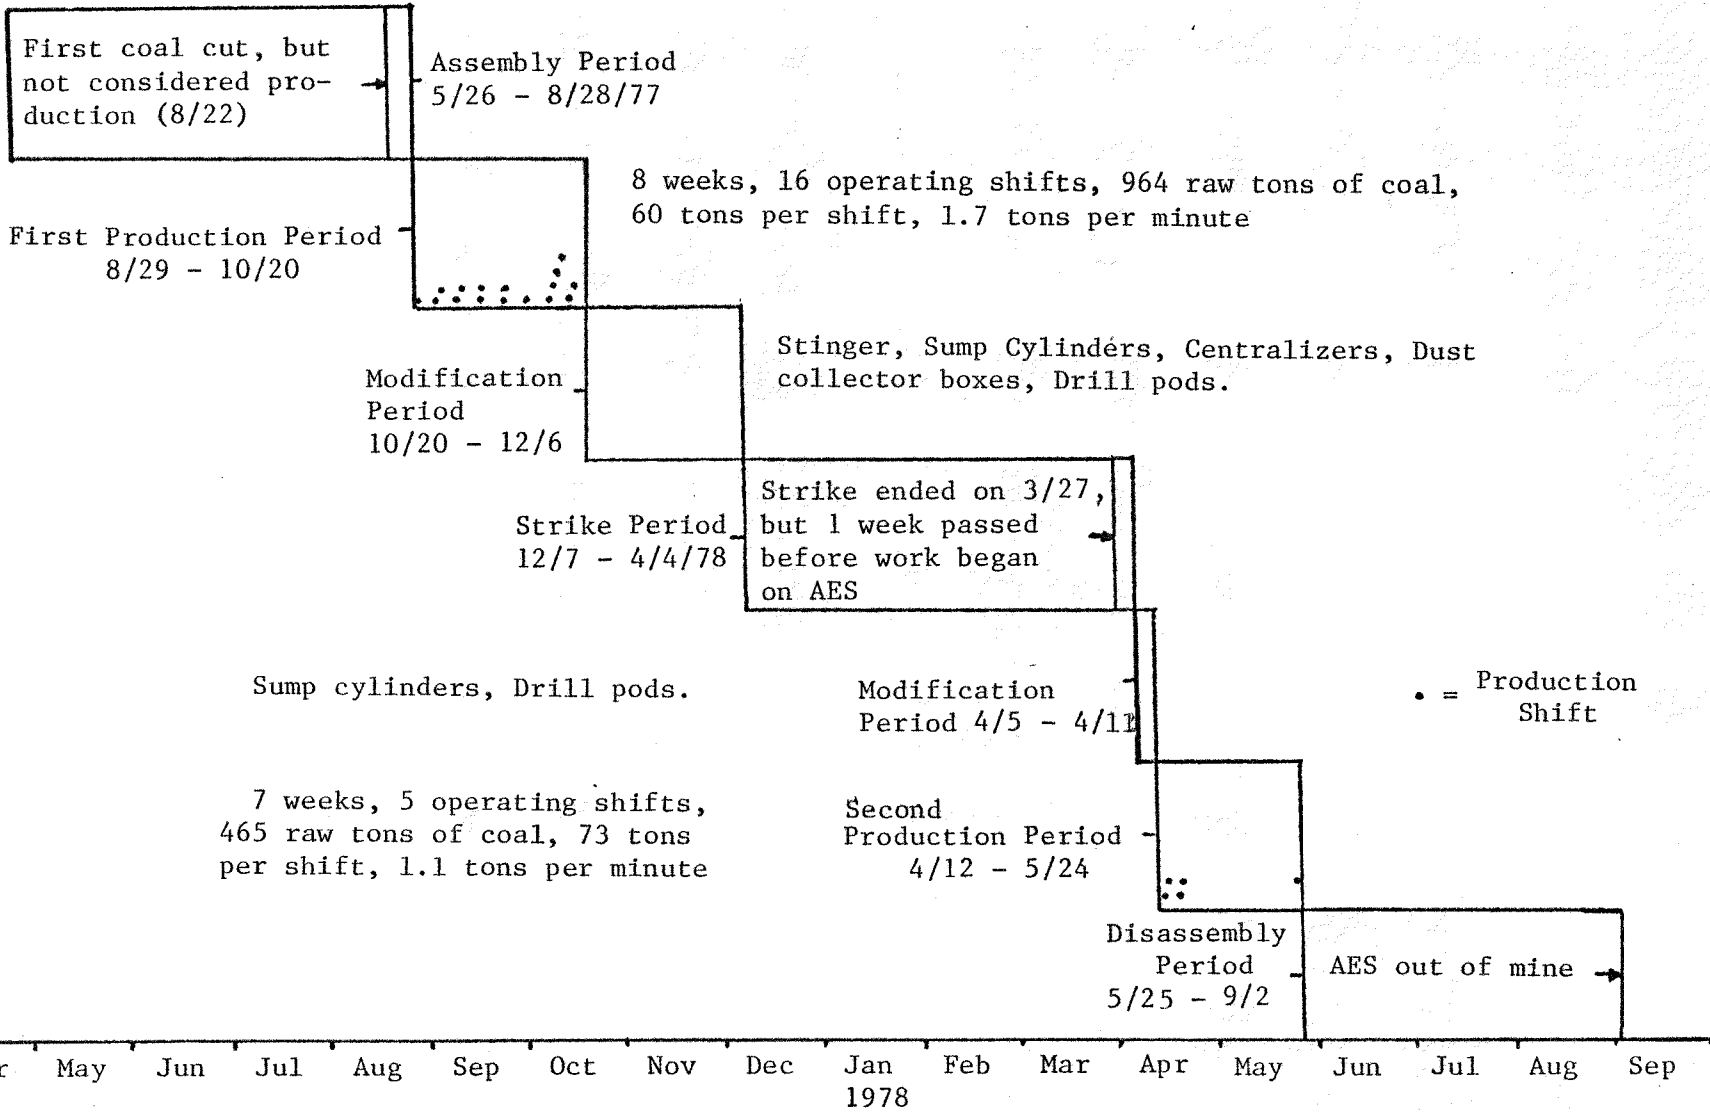 First coal cut, but
not considered pro-
duction (8/22)
Assembly Period
5/26 - 8/28/77
8 weeks, 16 operating shifts, 964 raw tons of coal,
60 tons per shift, 1.7 tons per minute
First Production Period
8/29 - 10/20
Stinger, Sump Cylinders, Centralizers, Dust
collector boxes, Drill pods.
Modification
Period
10/20 - 12/6
Strike ended on 3/27,
but 1 week passed
before work began
on AES
Strike Period
12/7 - 4/4/78
Sump cylinders, Drill pods.
Modification
Period 4/5 - 4/11
• = Production
Shift
7 weeks, 5 operating shifts,
465 raw tons of coal, 73 tons
per shift, 1.1 tons per minute
Second
Production Period
4/12 - 5/24
Disassembly
Period
5/25 - 9/2
AES out of mine
r May Jun Jul Aug Sep Oct Nov Dec Jan Feb Mar Apr May Jun Jul Aug Sep
1978